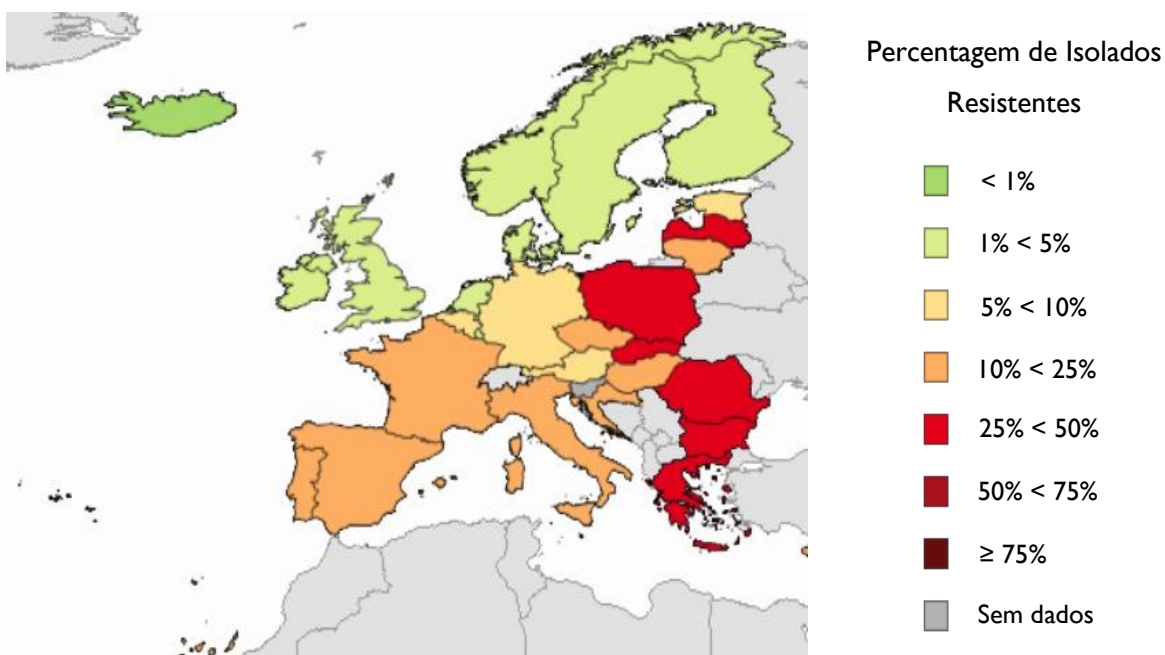 Percentagem de Isolados
Resistentes
< 1%
1% < 5%
5% < 10%
10% < 25%
25% < 50%
50% < 75%
≥ 75%
Sem dados